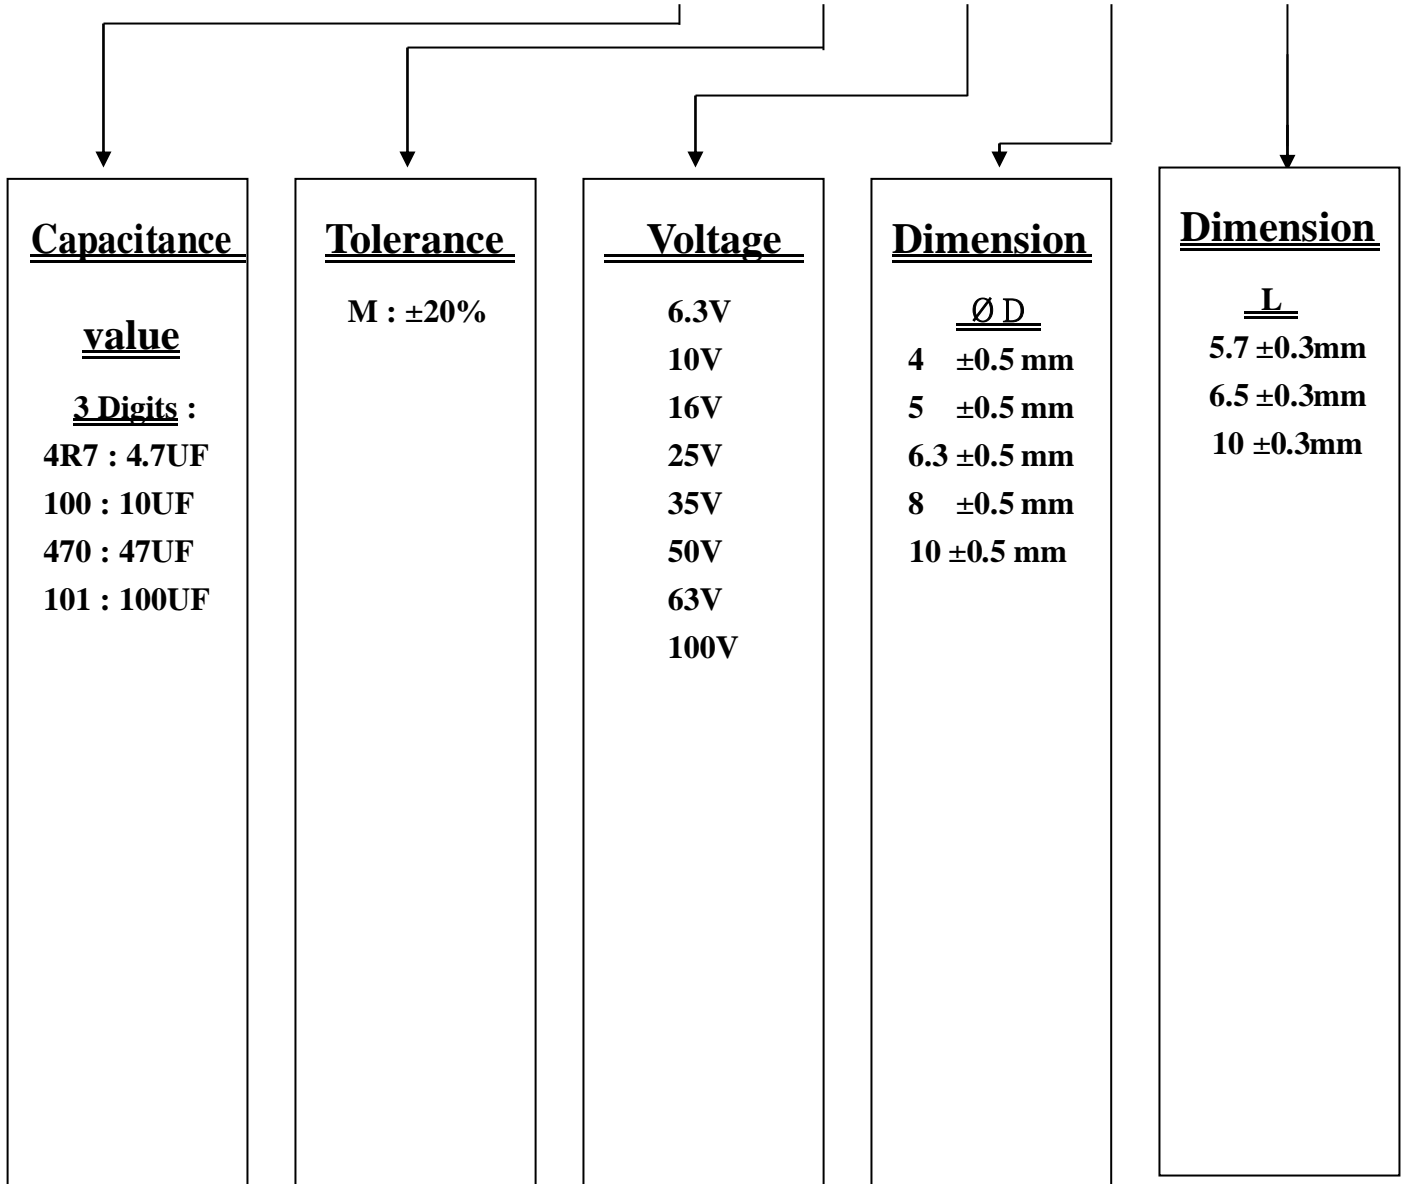 Capacitance
value
3 Digits :
4R7 : 4.7UF
100 : 10UF
470 : 47UF
101 : 100UF
Tolerance
M : ±20%
Voltage
6.3V
10V
16V
25V
35V
50V
63V
100V
Dimension
Ø D
4 ±0.5 mm
5 ±0.5 mm
6.3 ±0.5 mm
8 ±0.5 mm
10 ±0.5 mm
Dimension
L
5.7 ±0.3mm
6.5 ±0.3mm
10 ±0.3mm